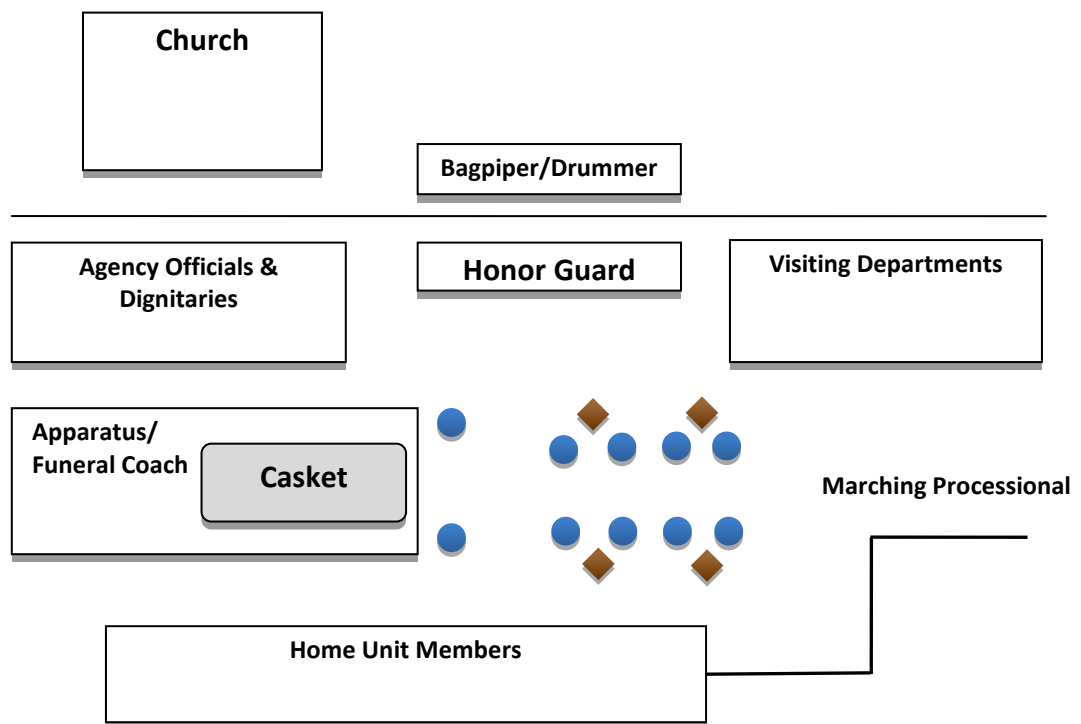 Church
Bagpiper/Drummer
Agency Officials &
Dignitaries
Honor Guard
Visiting Departments
Apparatus/
Funeral Coach
Casket
Marching Processional
Home Unit Members